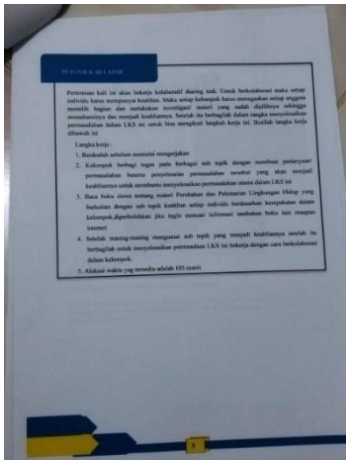 PETUNJUK BELAJAR
Pertemuan kali ini akan bekerja kolaboratif sharing task. Untuk berkolaborasi maka setiap
individu harus mempunyai keahlian. Maka setiap kelompok harus menugaskan setiap anggota
memilih bagian dan melakukan investigasi materi yang sudah dipilihnya sehingga
menguasainya dan menjadi keahliannya. Setelah itu berbagilah dalam rangka menyelesaikan
permasalahan dalam LKS ini untuk bisa mengikuti langkah kerja ini. Ikutilah langka kerja
dibawah ini
Langka kerja :
1. Berdoalah sebelum memulai mengerjakan
2. Kelompok berbagi tugas pada berbagai sub topik dengan membuat pertanyaan/
permasalahan beserta penyelesaian permasalahan tersebut yang akan menjadi
keahliannya untuk membantu menyelesaikan permasalahan utama dalam LKS ini
3. Baca buku siswa tentang materi Perubahan dan Pelestarian Lingkungan Hidup yang
berkaitan dengan sub topik keahlian setiap individu berdasarkan kesepakatan dalam
kelompok,diperbolehkan jika ingin mencari informasi tambahan buku lain maupun
internet
4. Setelah masing-masing menguasai sub topik yang menjadi keahliannya setelah itu
berbagilah untuk menyelesaikan permasalaan LKS ini bekerja dengan cara berkolaborasi
dalam kelompok.
5. Alokasi waktu yag tersedia adalah 105 menit